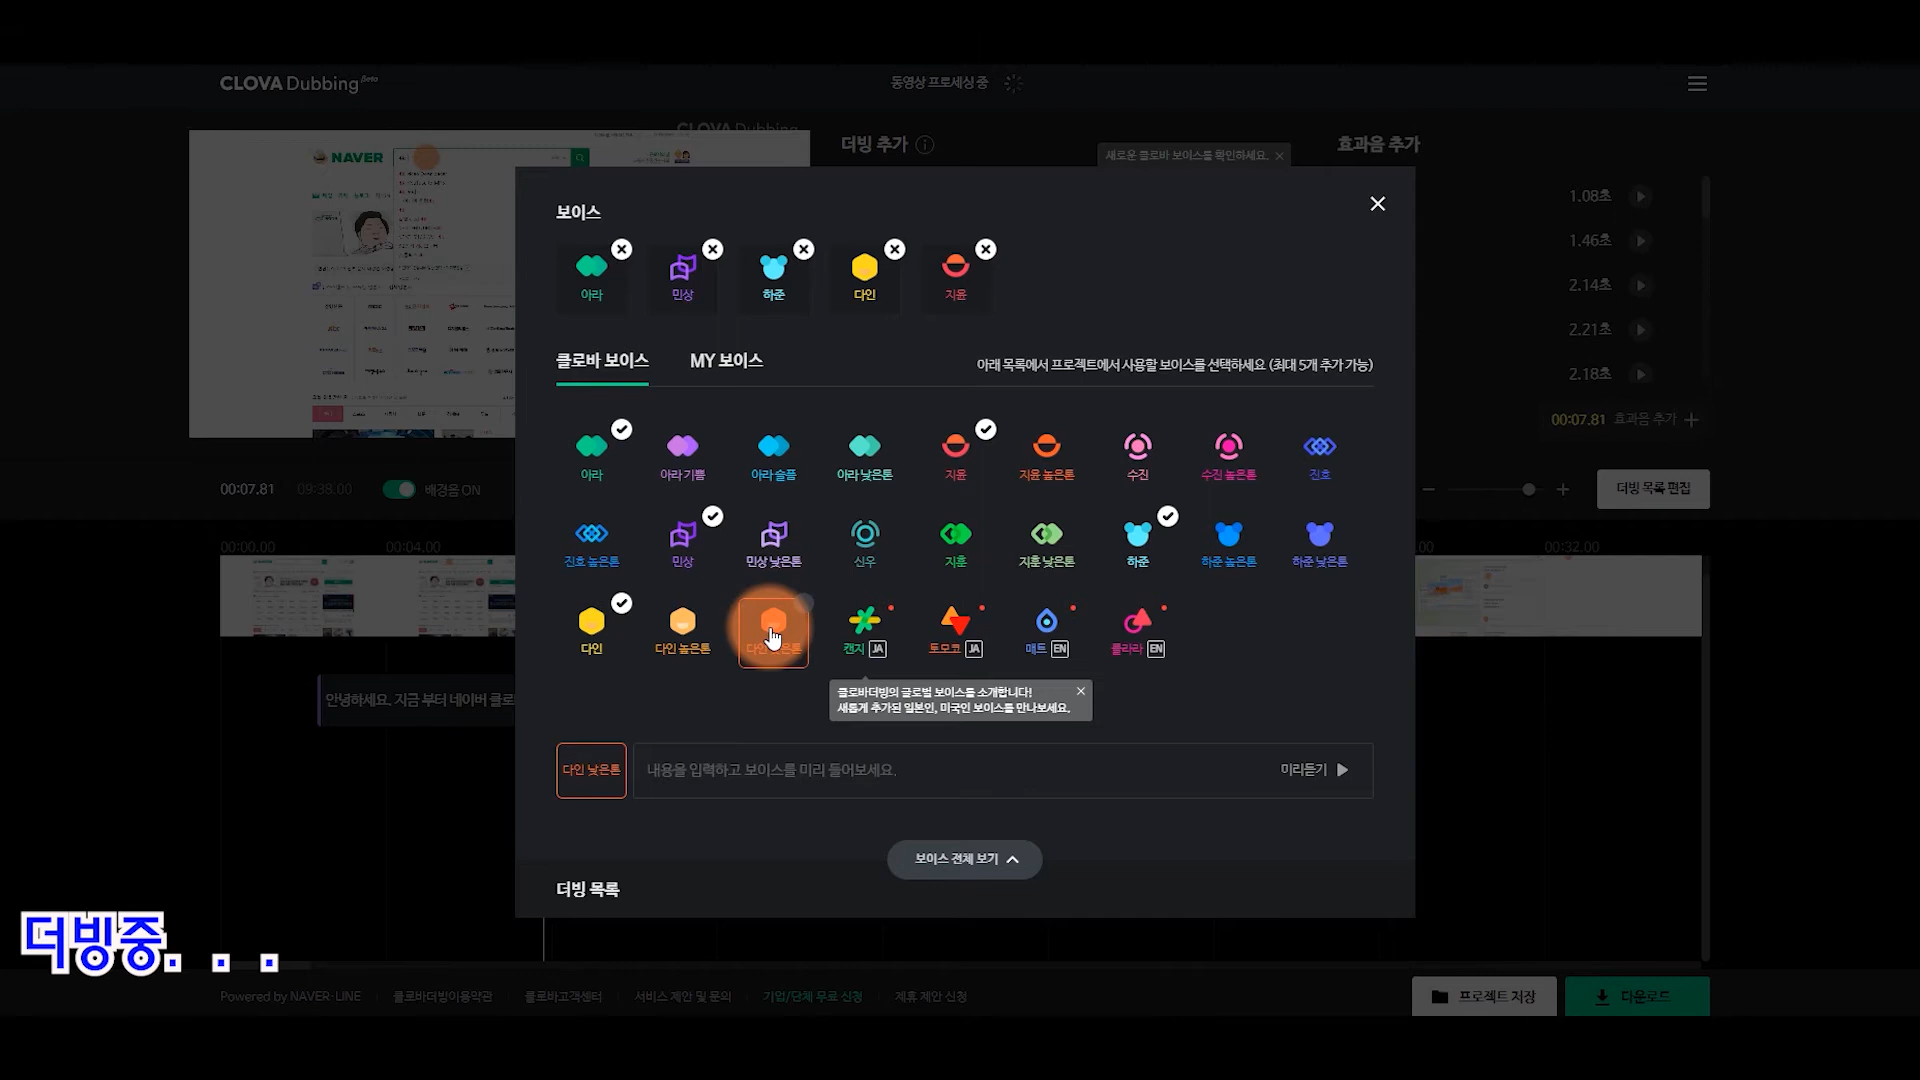 CLOVA Dubbing Beta
동영상 프로세싱 중
NAVER
더빙 추가
새로운 클로바 보이스를 확인하세요.
효과음 추가
1.08초
1.46초
2.14초
2.21초
2.18초
00:07.81 효과음 추가
보이스
아라
민상
하준
다인
지윤
클로바 보이스
MY 보이스
아래 목록에서 프로젝트에서 사용할 보이스를 선택하세요 (최대 5개 추가 가능)
아라
아라 기쁨
아라 슬픔
아라 낮은톤
지윤
지윤 높은톤
수진
수진 높은톤
진호
진호 높은톤
민상
민상 낮은톤
신우
지훈
지훈 낮은톤
하준
하준 높은톤
하준 낮은톤
다인
다인 높은톤
다인 낮은톤
켄지 JA
토모코 JA
매트 EN
클라라 EN
클로바더빙의 글로벌 보이스를 소개합니다!
새롭게 추가된 일본인, 미국인 보이스를 만나보세요.
다인 낮은톤
내용을 입력하고 보이스를 미리 들어보세요.
미리듣기
보이스 전체 보기
더빙 목록
00:07.81
09:38.00
배경음 ON
더빙 목록 편집
00:00.00
00:04.00
.00
00:32.00
안녕하세요. 지금 부터 네이버 클로
더빙중. . .
Powered by NAVER-LINE
클로바더빙이용약관
클로바고객센터
서비스 제안 및 문의
기업/단체 무료 신청
제휴 제안 신청
프로젝트 저장
다운로드